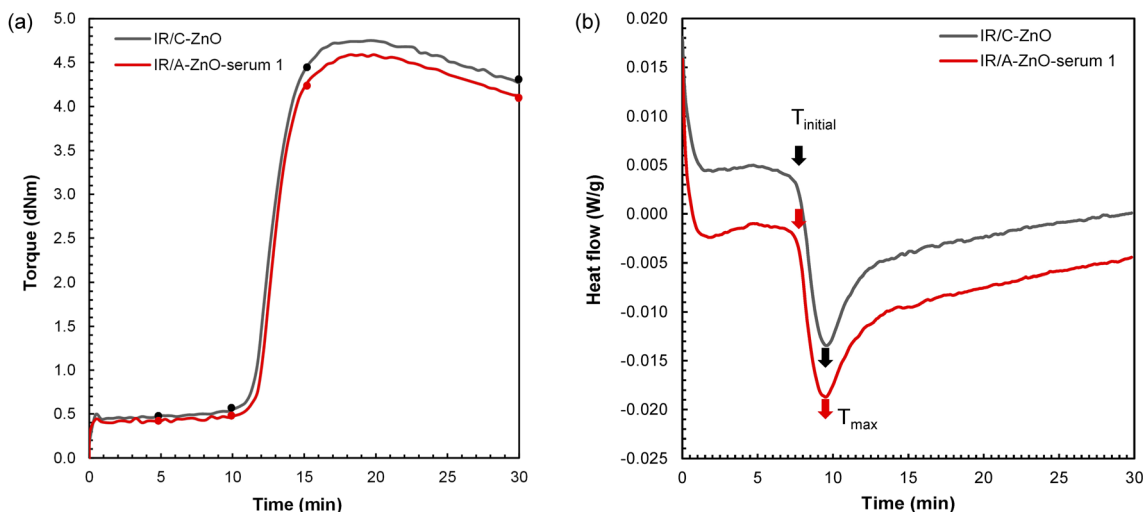 (a)
IR/C-ZnO
IR/A-ZnO-serum 1
5.0
4.5
4.0
3.5
3.0
2.5
2.0
1.5
1.0
0.5
0.0
Torque (dNm)
0 5 10 15 20 25 30
Time (min)
(b)
IR/C-ZnO
IR/A-ZnO-serum 1
0.020
0.015
0.010
0.005
0.000
-0.005
-0.010
-0.015
-0.020
-0.025
Heat flow (W/g)
Tinitial
Tmax
0 5 10 15 20 25 30
Time (min)